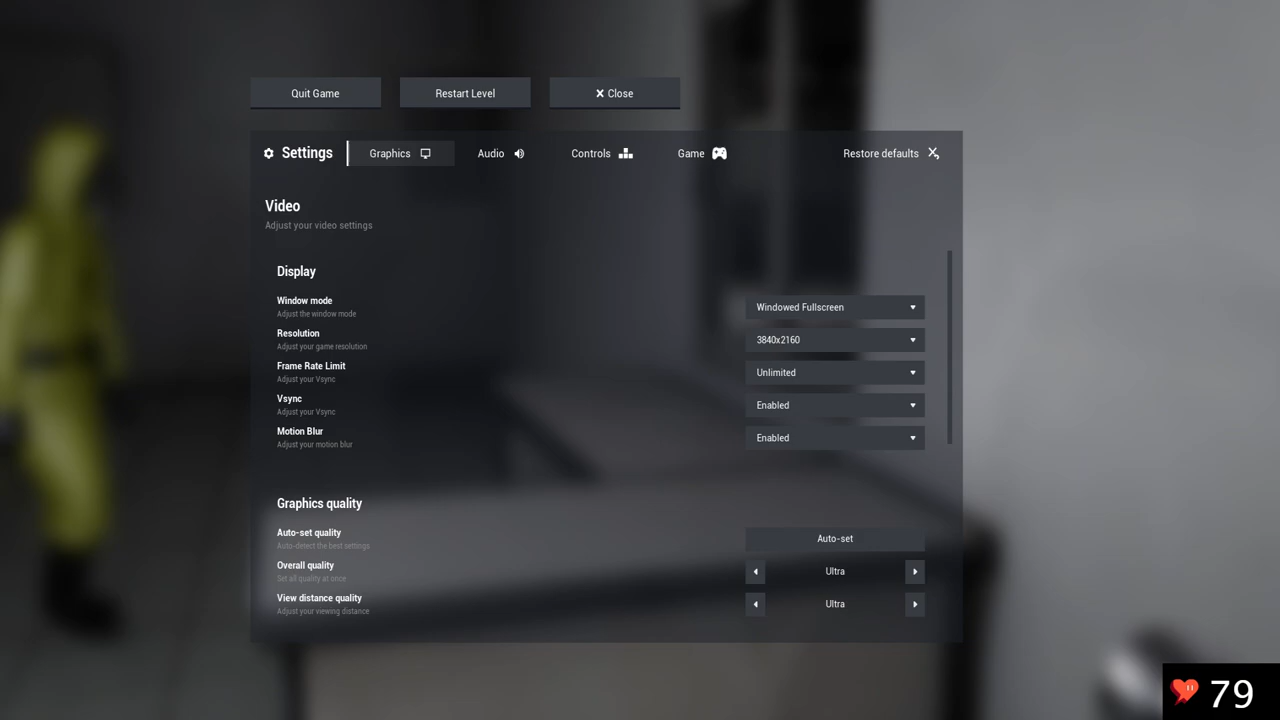 Quit Game
Restart Level
Close
Settings
Graphics
Audio
Controls
Game
Restore defaults
Video
Adjust your video settings
Display
Window mode
Adjust the window mode
Windowed Fullscreen
Resolution
Adjust your game resolution
3840x2160
Frame Rate Limit
Adjust your Vsync
Unlimited
Vsync
Adjust your Vsync
Enabled
Motion Blur
Adjust your motion blur
Enabled
Graphics quality
Auto-set quality
Auto-detect the best settings
Auto-set
Overall quality
Set all quality at once
Ultra
View distance quality
Adjust your viewing distance
Ultra
79